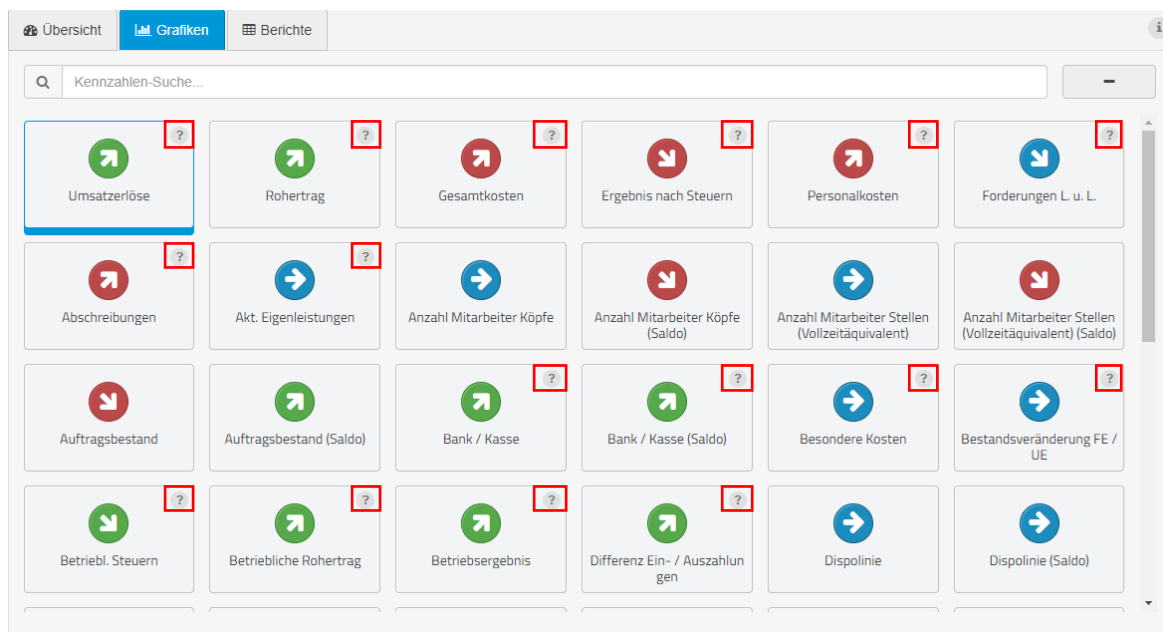 Übersicht
Grafiken
Berichte
i
Kennzahlen-Suche...
?
?
?
?
?
?
Umsatzerlöse
Rohertrag
Gesamtkosten
Ergebnis nach Steuern
Personalkosten
Forderungen L. u. L.
?
?
Abschreibungen
Akt. Eigenleistungen
Anzahl Mitarbeiter Köpfe
Anzahl Mitarbeiter Köpfe
(Saldo)
Anzahl Mitarbeiter Stellen
(Vollzeitäquivalent)
Anzahl Mitarbeiter Stellen
(Vollzeitäquivalent) (Saldo)
?
?
?
?
Auftragsbestand
Auftragsbestand (Saldo)
Bank / Kasse
Bank / Kasse (Saldo)
Besondere Kosten
Bestandsveränderung FE /
UE
?
?
?
?
Betriebl. Steuern
Betriebliche Rohertrag
Betriebsergebnis
Differenz Ein- / Auszahlun
gen
Dispolinie
Dispolinie (Saldo)